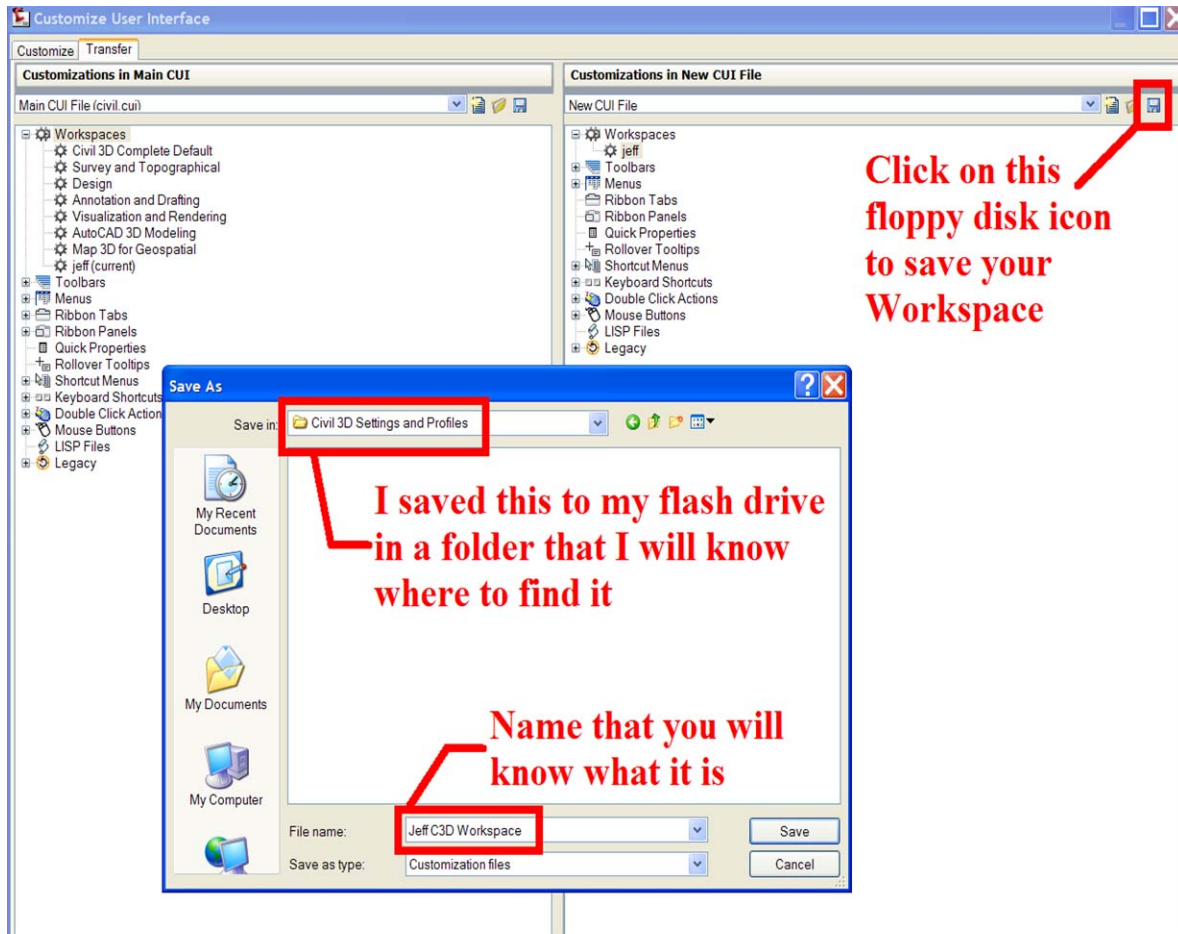 Customize User Interface
Customize Transfer
Customizations in Main CUI
Main CUI File (civil.cui)
Workspaces
Civil 3D Complete Default
Survey and Topographical
Design
Annotation and Drafting
Visualization and Rendering
AutoCAD 3D Modeling
Map 3D for Geospatial
jeff (current)
Toolbars
Menus
Ribbon Tabs
Ribbon Panels
Quick Properties
Rollover Tooltips
Shortcut Menus
Keyboard Shortcuts
Double Click Action
Mouse Buttons
LISP Files
Legacy
Customizations in New CUI File
New CUI File
Workspaces
jeff
Toolbars
Menus
Ribbon Tabs
Ribbon Panels
Quick Properties
Rollover Tooltips
Shortcut Menus
Keyboard Shortcuts
Double Click Actions
Mouse Buttons
LISP Files
Legacy
Click on this
floppy disk icon
to save your
Workspace
Save As
Save in:
Civil 3D Settings and Profiles
My Recent
Documents
Desktop
My Documents
My Computer
I saved this to my flash drive
in a folder that I will know
where to find it
Name that you will
know what it is
File name:
Jeff C3D Workspace
Save
Save as type:
Customization files
Cancel